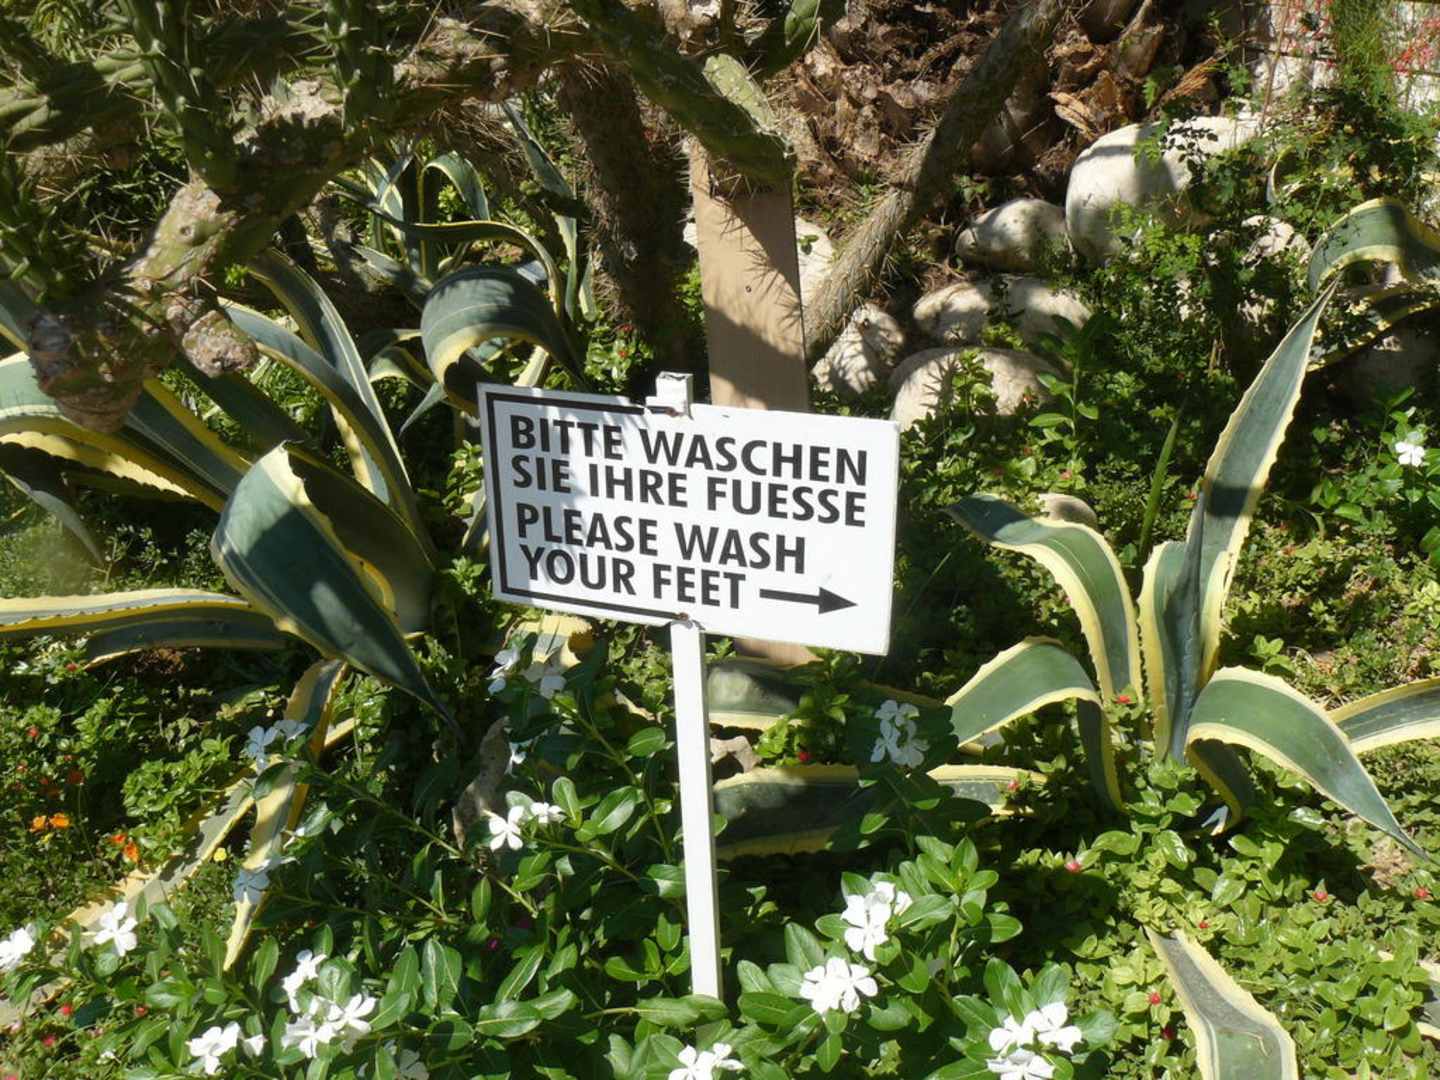 BITTE WASCHEN
SIE IHRE FUESSE
PLEASE WASH
YOUR FEET